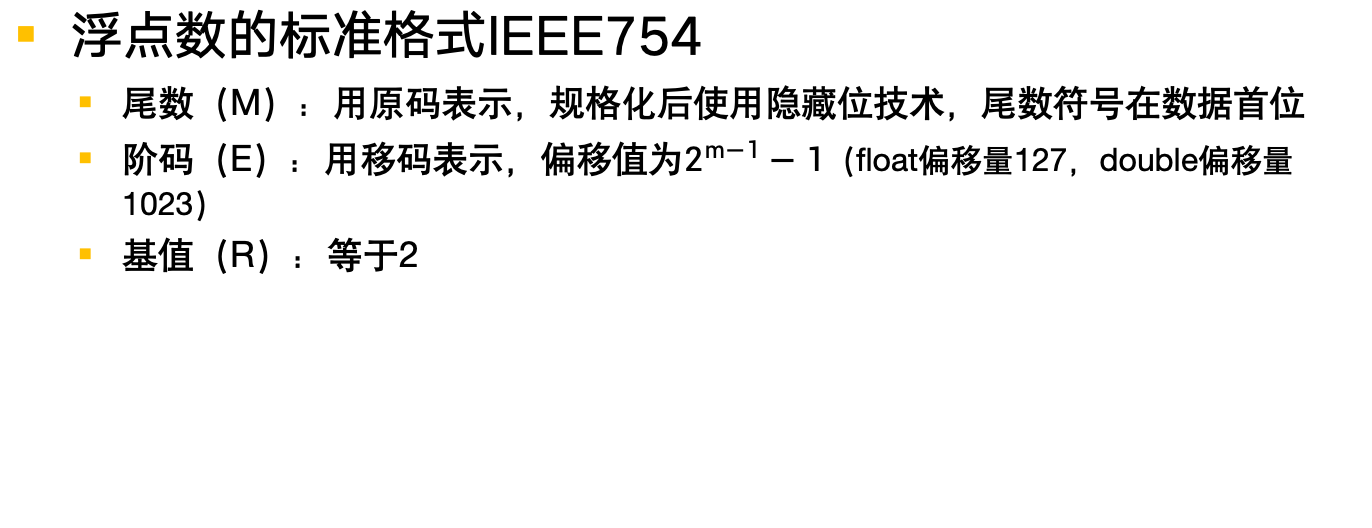 浮点数的标准格式IEEE754
尾数（M）：用原码表示，规格化后使用隐藏位技术，尾数符号在数据首位
阶码（E）：用移码表示，偏移值为2^{m−1} − 1（float偏移量127，double偏移量
1023）
基值（R）：等于2